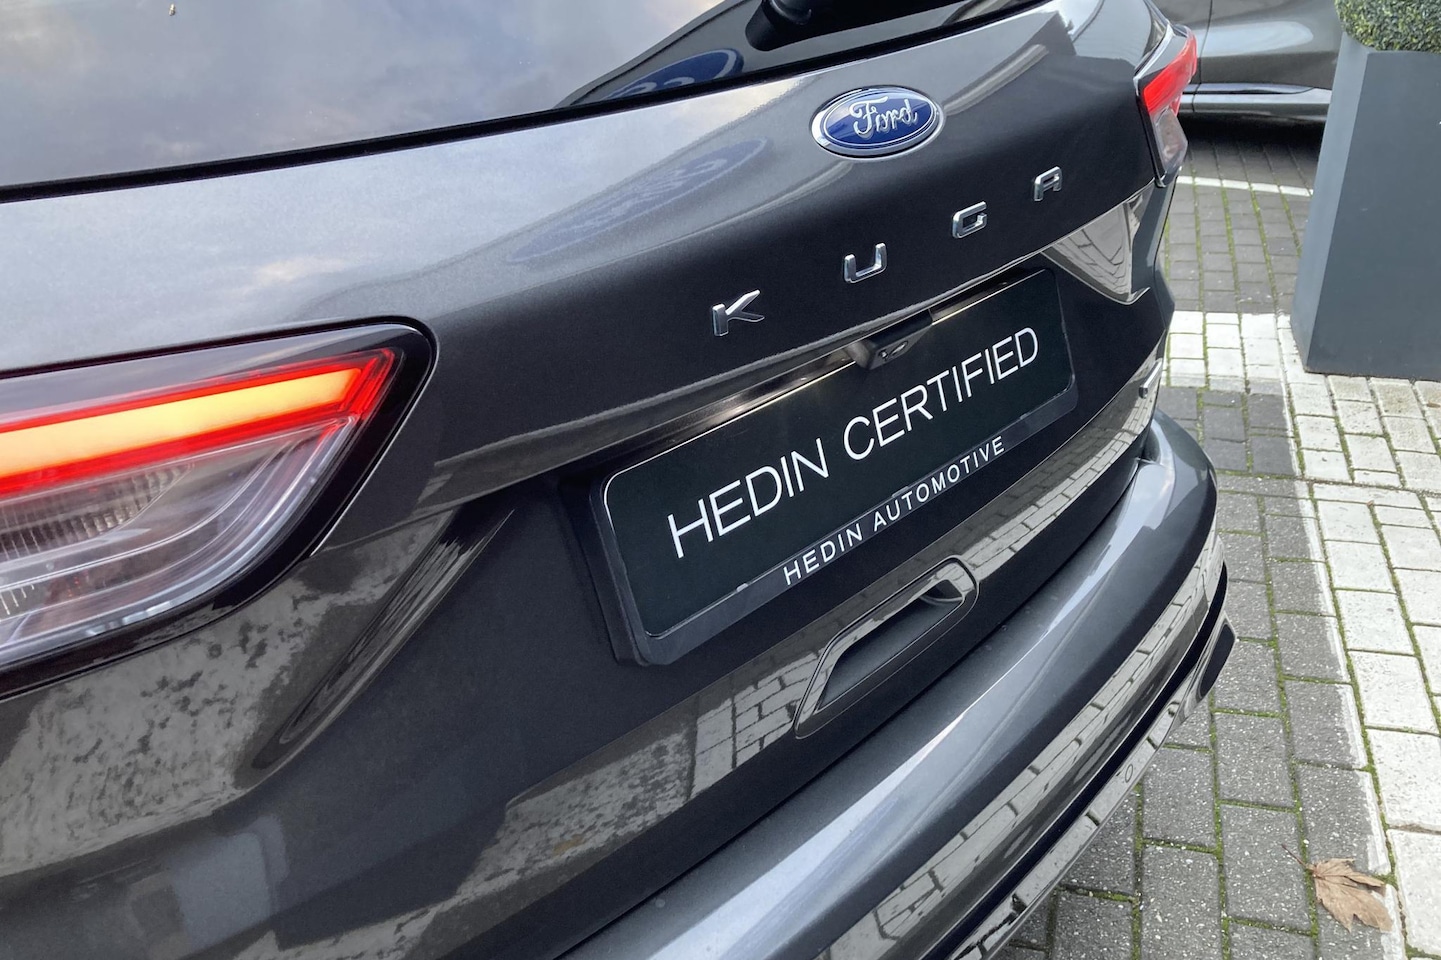 Ford
KUGA
HEDIN CERTIFIED
HEDIN AUTOMOTIVE